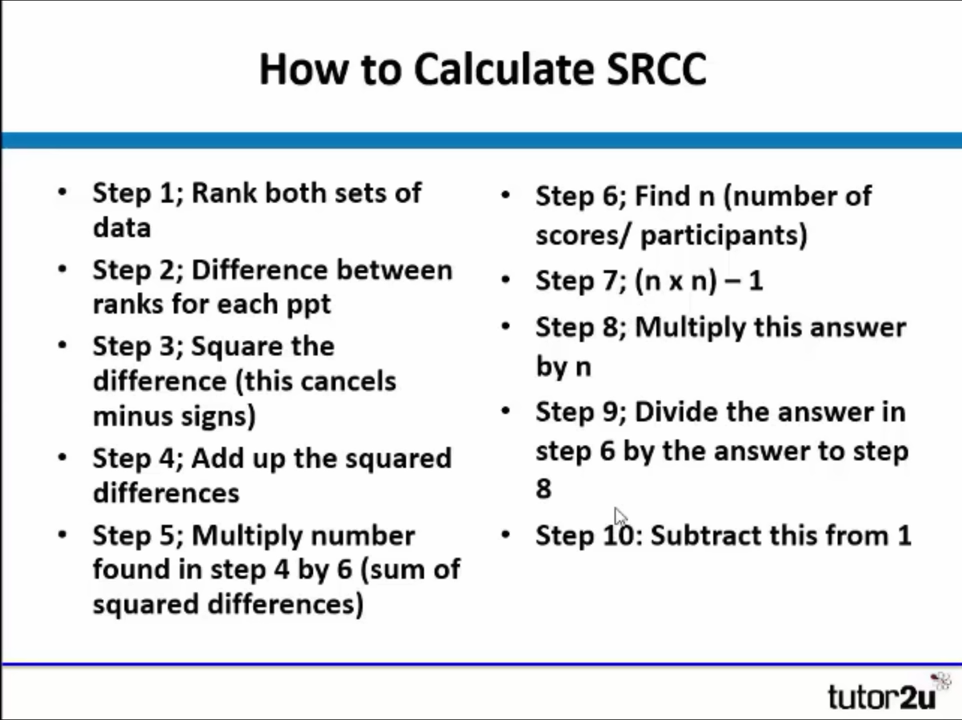 How to Calculate SRCC
• Step 1; Rank both sets of
data
• Step 2; Difference between
ranks for each ppt
• Step 3; Square the
difference (this cancels
minus signs)
• Step 4; Add up the squared
differences
• Step 5; Multiply number
found in step 4 by 6 (sum of
squared differences)
• Step 6; Find n (number of
scores/ participants)
• Step 7; (n x n) – 1
• Step 8; Multiply this answer
by n
• Step 9; Divide the answer in
step 6 by the answer to step
8
• Step 10: Subtract this from 1
tutor2u